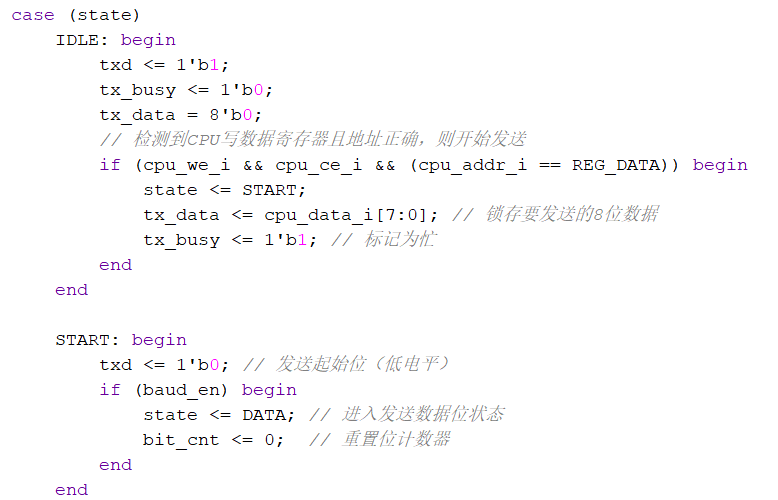 case (state)
    IDLE: begin
        txd <= 1'b1;
        tx_busy <= 1'b0;
        tx_data = 8'b0;
        // 检测到CPU写数据寄存器且地址正确，则开始发送
        if (cpu_we_i && cpu_ce_i && (cpu_addr_i == REG_DATA)) begin
            state <= START;
            tx_data <= cpu_data_i[7:0]; // 锁存要发送的8位数据
            tx_busy <= 1'b1; // 标记为忙
        end
    end

    START: begin
        txd <= 1'b0; // 发送起始位（低电平）
        if (baud_en) begin
            state <= DATA; // 进入发送数据位状态
            bit_cnt <= 0;  // 重置位计数器
        end
    end